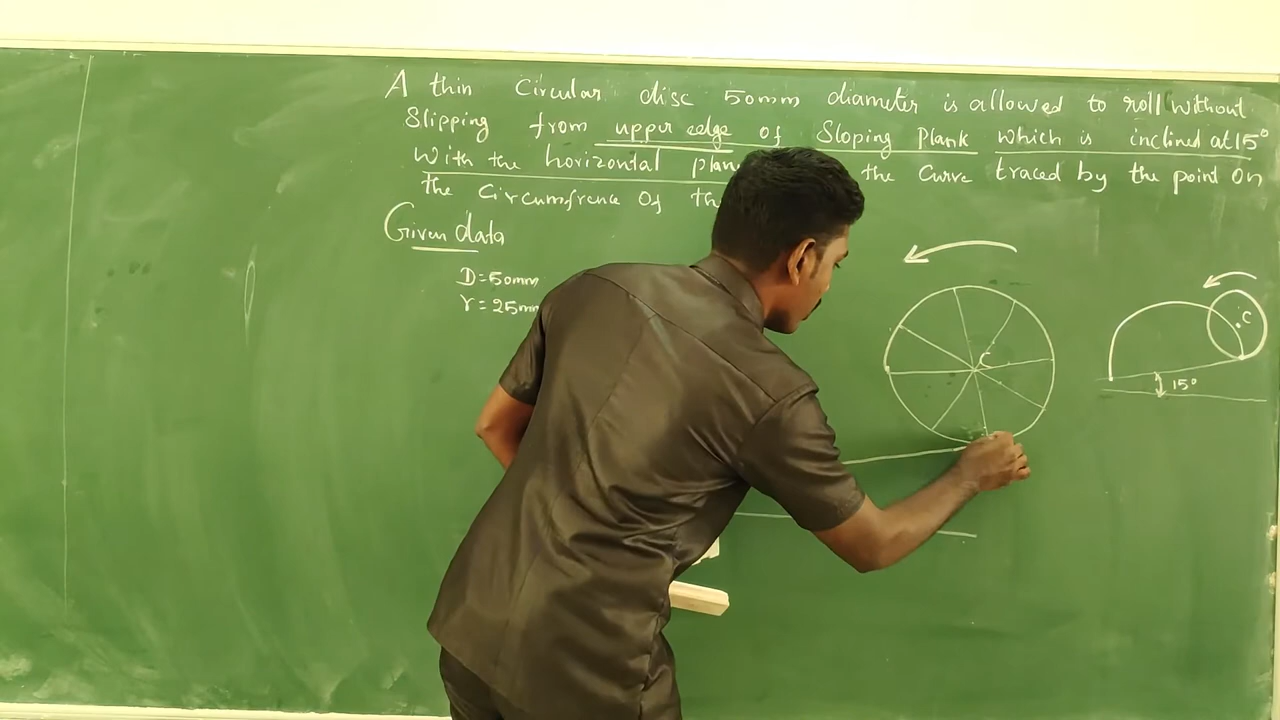 A thin Circular disc 50mm diameter is allowed to roll without
Slipping from upper edge of Sloping Plank which is inclined at 15°
With the horizontal plan the Curve traced by the point On
the Circumfrence Of th
Given data
D=50mm
r=25mm
C
C
15°